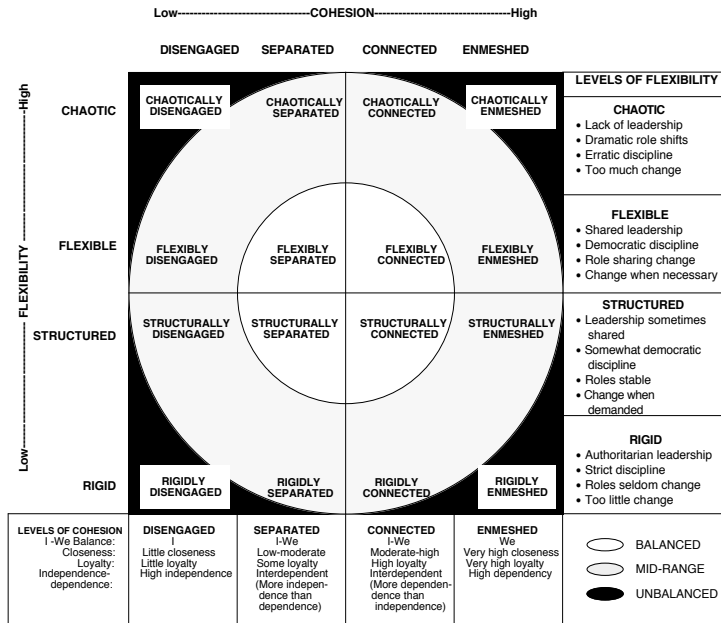 Low-------------------------------COHESION--------------------------------High
DISENGAGED SEPARATED CONNECTED ENMESHED
LEVELS OF FLEXIBILITY
Low-----------------------------FLEXIBILITY-----------------------------High
CHAOTIC
CHAOTICALLY
DISENGAGED
CHAOTICALLY
SEPARATED
CHAOTICALLY
CONNECTED
CHAOTICALLY
ENMESHED
CHAOTIC
• Lack of leadership
• Dramatic role shifts
• Erratic discipline
• Too much change
FLEXIBLE
FLEXIBLY
DISENGAGED
FLEXIBLY
SEPARATED
FLEXIBLY
CONNECTED
FLEXIBLY
ENMESHED
FLEXIBLE
• Shared leadership
• Democratic discipline
• Role sharing change
• Change when necessary
STRUCTURED
STRUCTURALLY
DISENGAGED
STRUCTURALLY
SEPARATED
STRUCTURALLY
CONNECTED
STRUCTURALLY
ENMESHED
STRUCTURED
• Leadership sometimes
shared
• Somewhat democratic
discipline
• Roles stable
• Change when
demanded
RIGID
RIGIDLY
DISENGAGED
RIGIDLY
SEPARATED
RIGIDLY
CONNECTED
RIGIDLY
ENMESHED
RIGID
• Authoritarian leadership
• Strict discipline
• Roles seldom change
• Too little change
LEVELS OF COHESION
I -We Balance:
Closeness:
Loyalty:
Independence-
dependence:
DISENGAGED
I
Little closeness
Little loyalty
High independence
SEPARATED
I-We
Low-moderate
Some loyalty
Interdependent
(More indepen-
dence than
dependence)
CONNECTED
I-We
Moderate-high
High loyalty
Interdependent
(More dependen-
dence than
independence)
ENMESHED
We
Very high closeness
Very high loyalty
High dependency
BALANCED
MID-RANGE
UNBALANCED